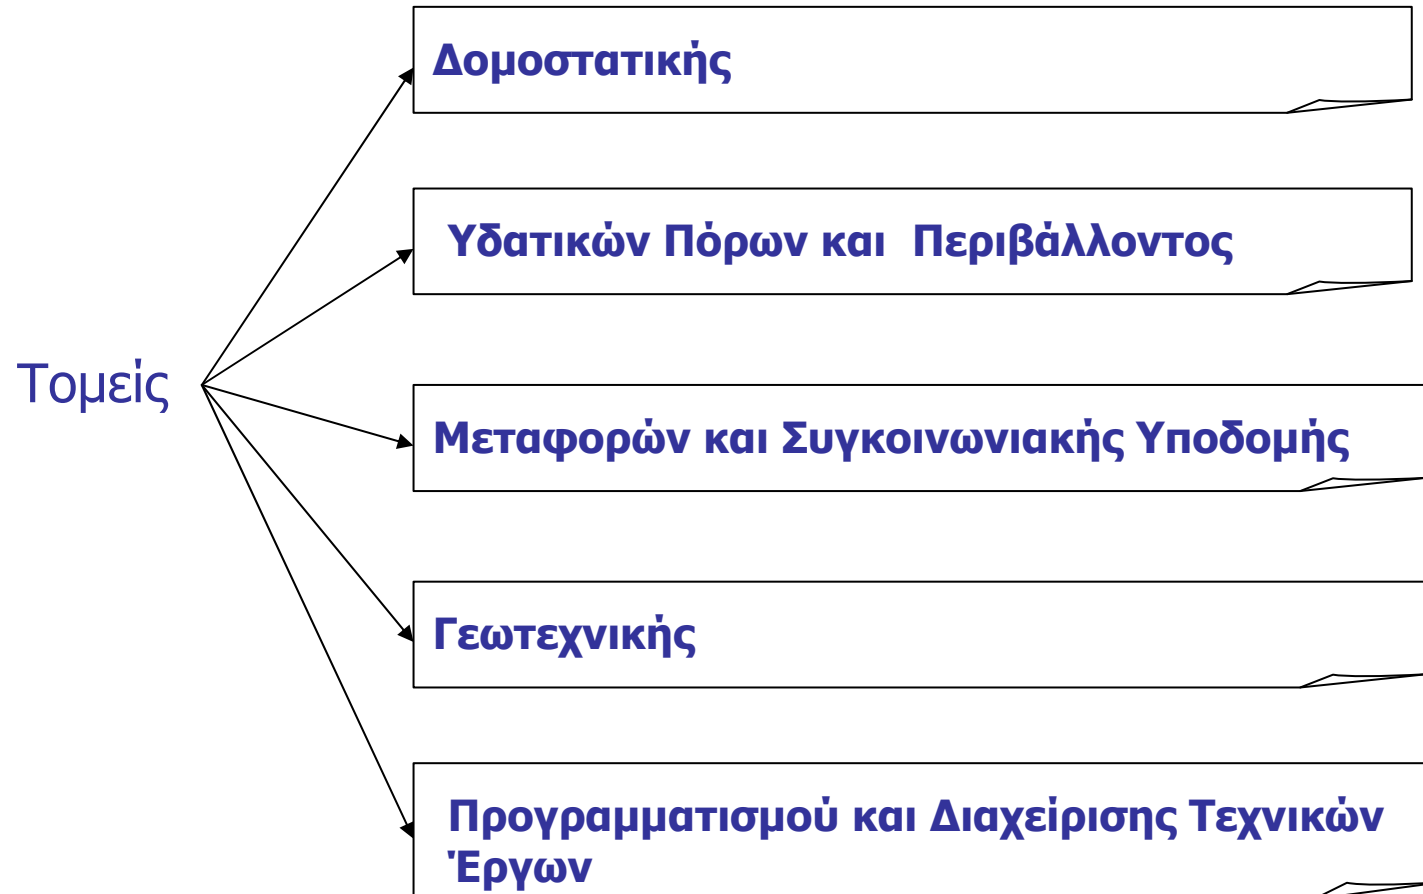 Δομοστατικής
Υδατικών Πόρων και Περιβάλλοντος
Τομείς
Μεταφορών και Συγκοινωνιακής Υποδομής
Γεωτεχνικής
Προγραμματισμού και Διαχείρισης Τεχνικών
Έργων